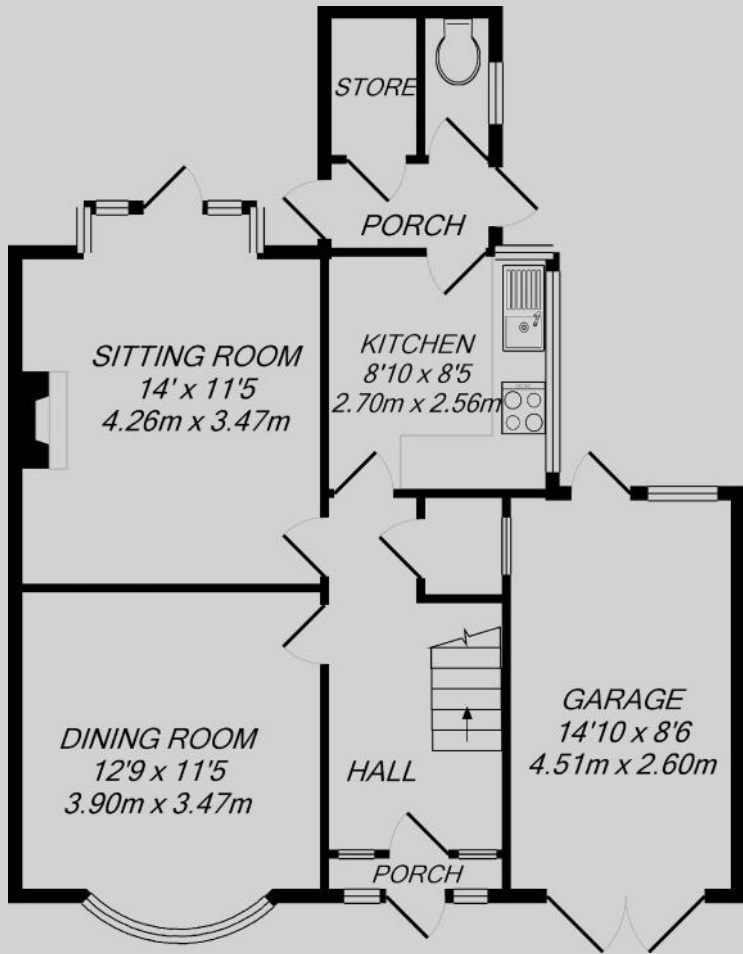 STORE
PORCH
SITTING ROOM
14' x 11'5
4.26m x 3.47m
KITCHEN
8'10 x 8'5
2.70m x 2.56m
GARAGE
14'10 x 8'6
4.51m x 2.60m
DINING ROOM
12'9 x 11'5
3.90m x 3.47m
HALL
PORCH